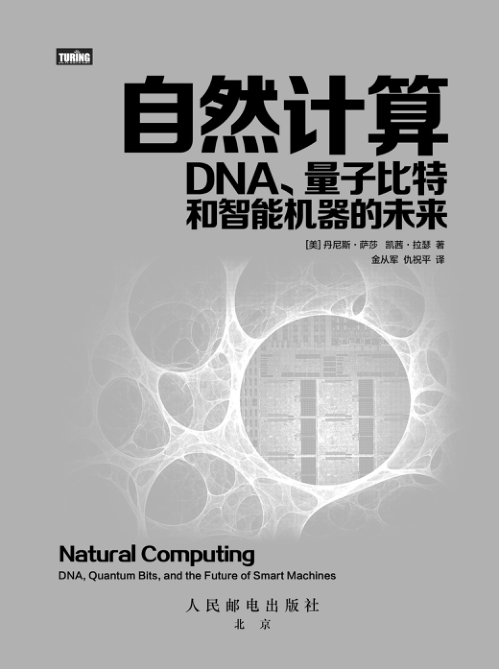 TURING
自然计算
DNA、量子比特
和智能机器的未来
[美] 丹尼斯·萨莎 凯茜·拉瑟 著
金从军 仇祝平 译
Natural Computing
DNA, Quantum Bits, and the Future of Smart Machines
人民邮电出版社
北京